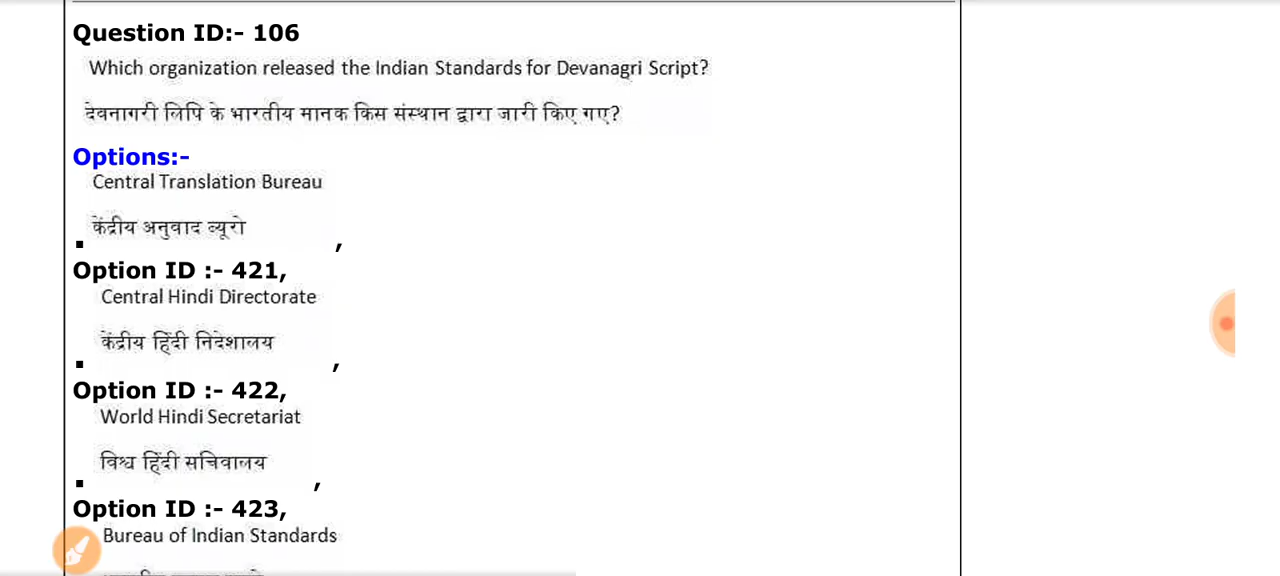 Question ID:- 106
Which organization released the Indian Standards for Devanagri Script?
देवनागरी लिपि के भारतीय मानक किस संस्थान द्वारा जारी किए गए?
Options:-
Central Translation Bureau
केंद्रीय अनुवाद ब्यूरो
,
Option ID :- 421,
Central Hindi Directorate
केंद्रीय हिंदी निदेशालय
,
Option ID :- 422,
World Hindi Secretariat
विश्व हिंदी सचिवालय
,
Option ID :- 423,
Bureau of Indian Standards